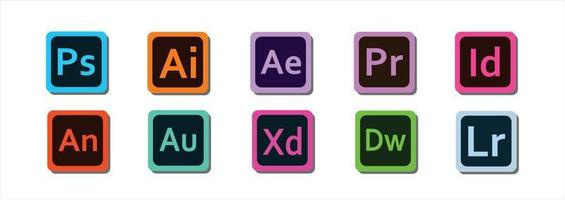 Ps Ai Ae Pr Id
An Au Xd Dw Lr